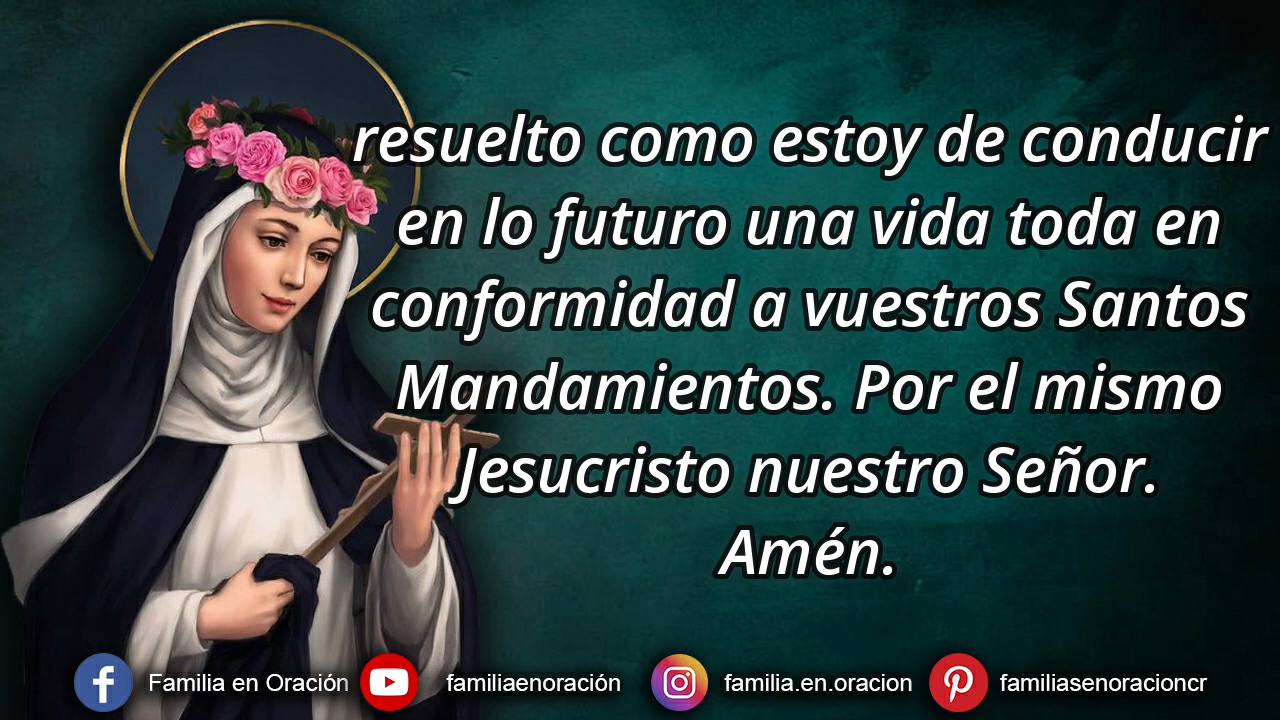 resuelto como estoy de conducir
en lo futuro una vida toda en
conformidad a vuestros Santos
Mandamientos. Por el mismo
Jesucristo nuestro Señor.
Amén.
Familia en Oración familiaenoración familia.en.oracion familiasenoracioncr